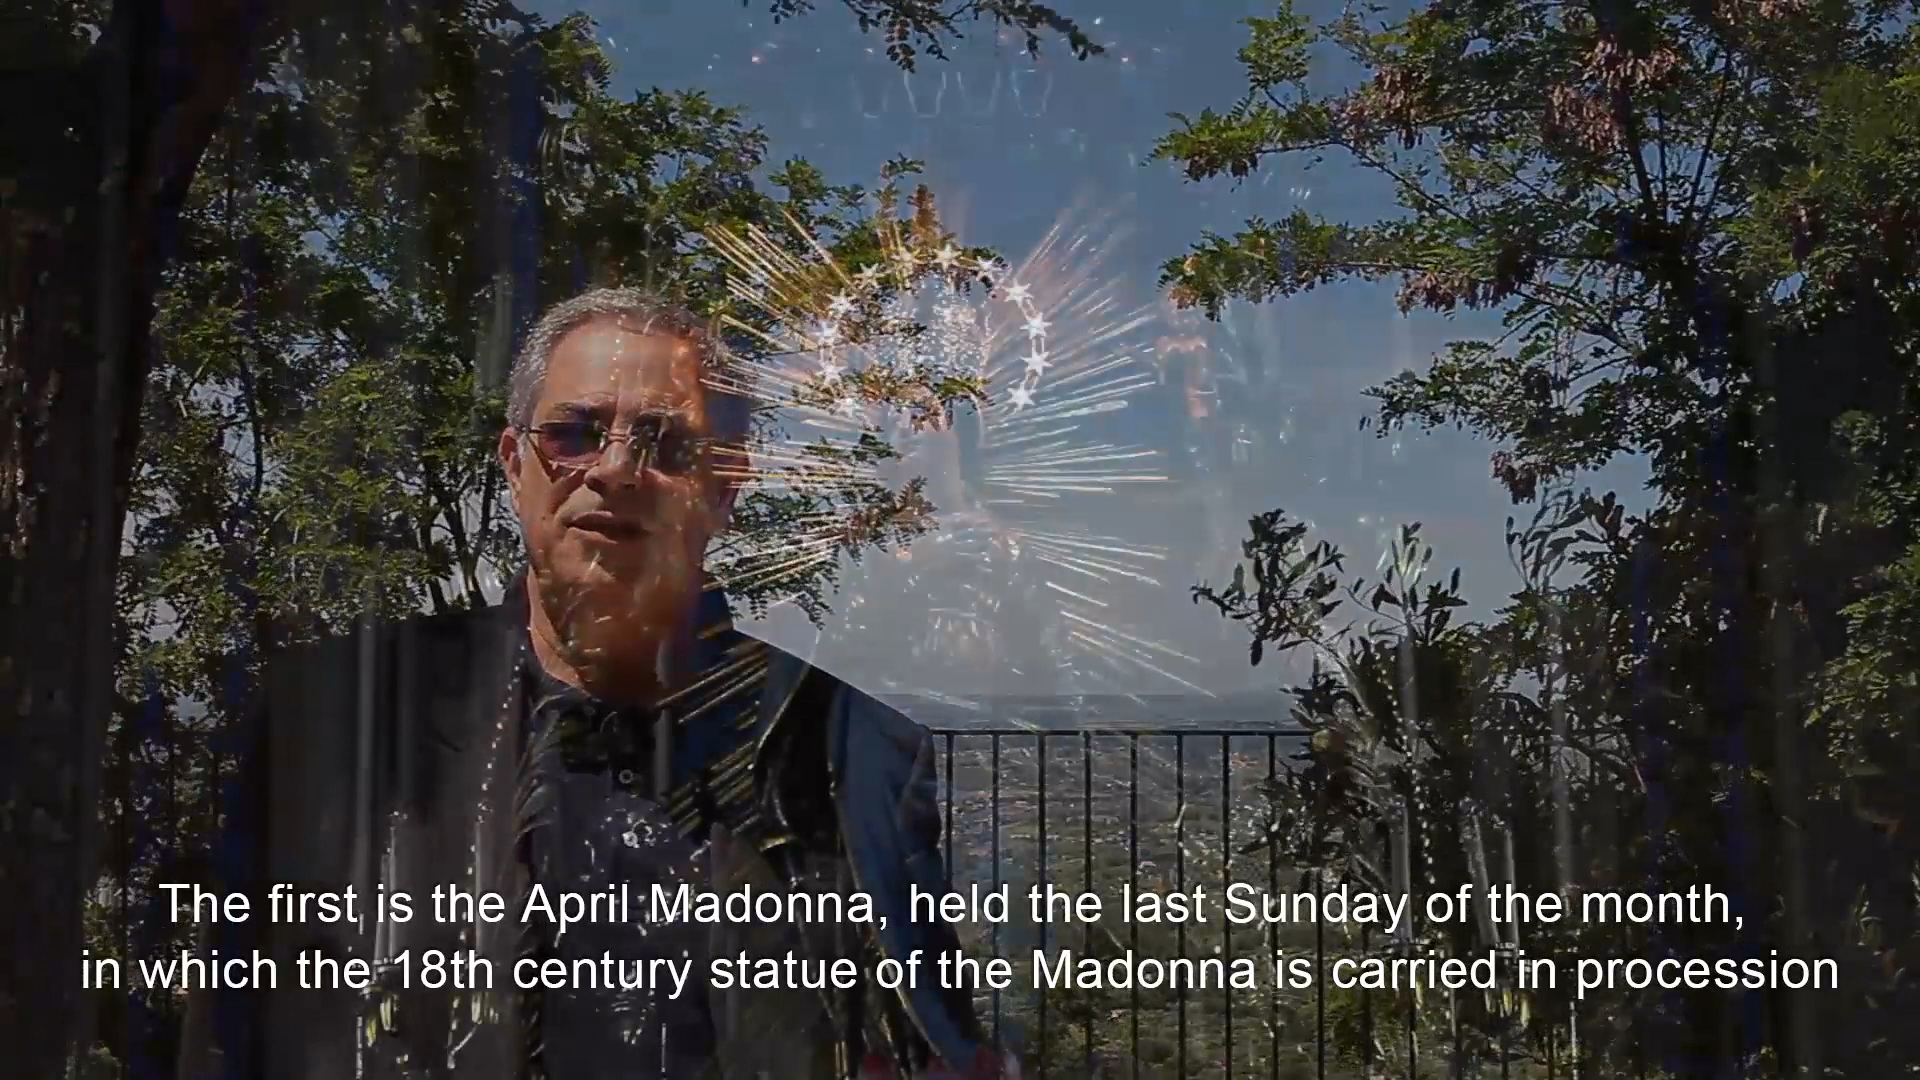 The first is the April Madonna, held the last Sunday of the month,
in which the 18th century statue of the Madonna is carried in procession